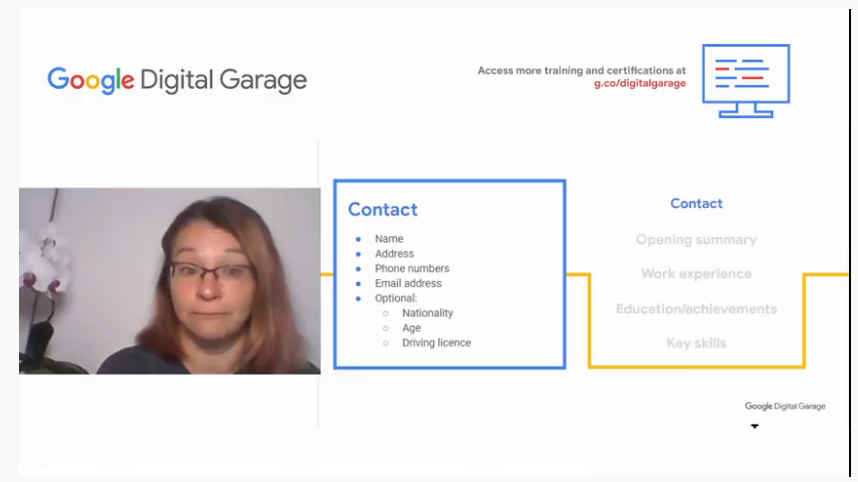 Google Digital Garage
Access more training and certifications at
g.co/digitalgarage
Contact
Name
Address
Phone numbers
Email address
Optional:
Nationality
Age
Driving licence
Contact
Opening summary
Work experience
Education/achievements
Key skills
Google Digital Garage